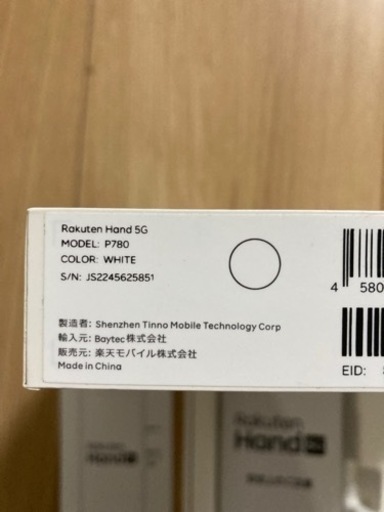 Rakuten Hand 5G
MODEL: P780
COLOR: WHITE
S/N: JS2245625851
4 580
製造者: Shenzhen Tinno Mobile Technology Corp
輸入元: Baytec株式会社
販売元: 楽天モバイル株式会社
Made in China
EID:
Rakuten
Hand
Rakuten
Hand